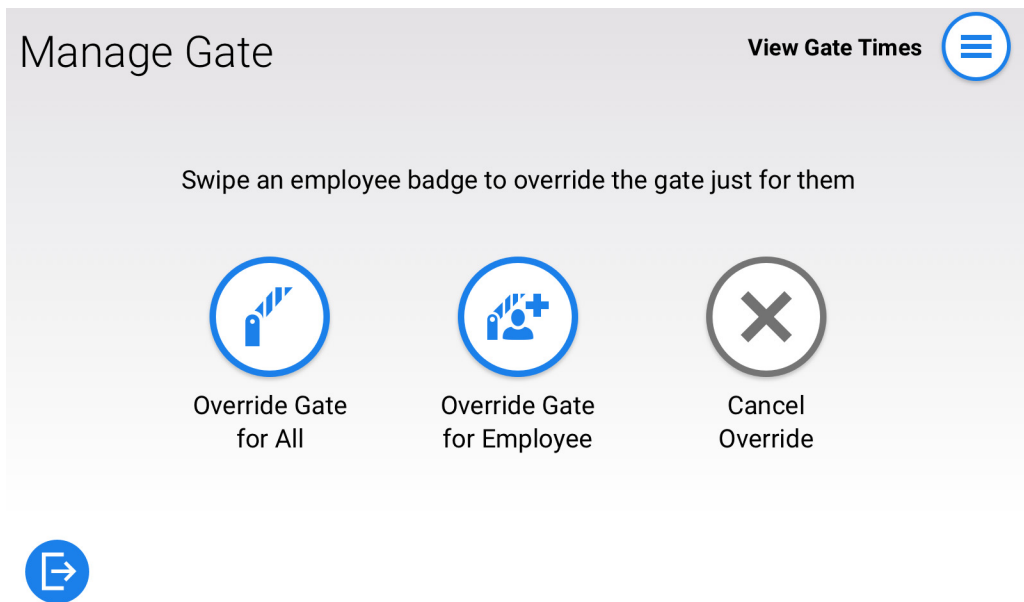 Manage Gate
View Gate Times
Swipe an employee badge to override the gate just for them
Override Gate
for All
Override Gate
for Employee
Cancel
Override